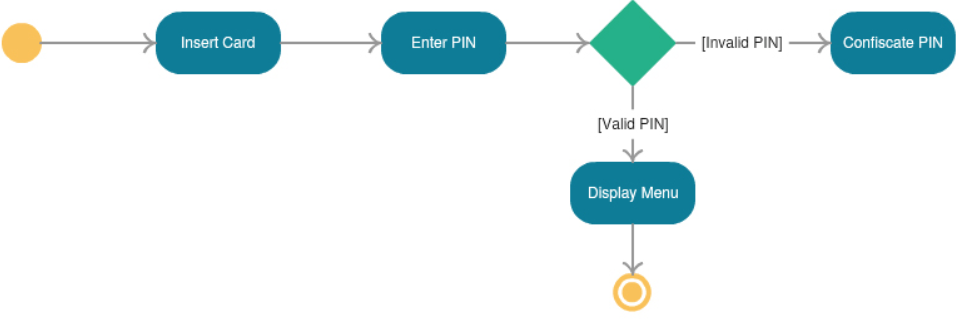 Insert Card
Enter PIN
[Invalid PIN]
Confiscate PIN
[Valid PIN]
Display Menu